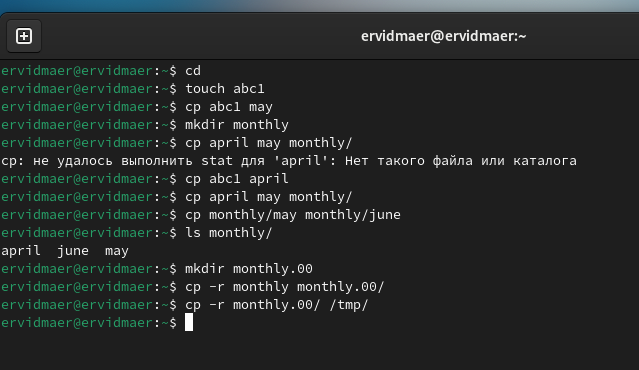 ervidmaer@ervidmaer:~
ervidmaer@ervidmaer:~$ cd
ervidmaer@ervidmaer:~$ touch abc1
ervidmaer@ervidmaer:~$ cp abc1 may
ervidmaer@ervidmaer:~$ mkdir monthly
ervidmaer@ervidmaer:~$ cp april may monthly/
cp: не удалось выполнить stat для 'april': Нет такого файла или каталога
ervidmaer@ervidmaer:~$ cp abc1 april
ervidmaer@ervidmaer:~$ cp april may monthly/
ervidmaer@ervidmaer:~$ cp monthly/may monthly/june
ervidmaer@ervidmaer:~$ ls monthly/
april  june  may
ervidmaer@ervidmaer:~$ mkdir monthly.00
ervidmaer@ervidmaer:~$ cp -r monthly monthly.00/
ervidmaer@ervidmaer:~$ cp -r monthly.00/ /tmp/
ervidmaer@ervidmaer:~$